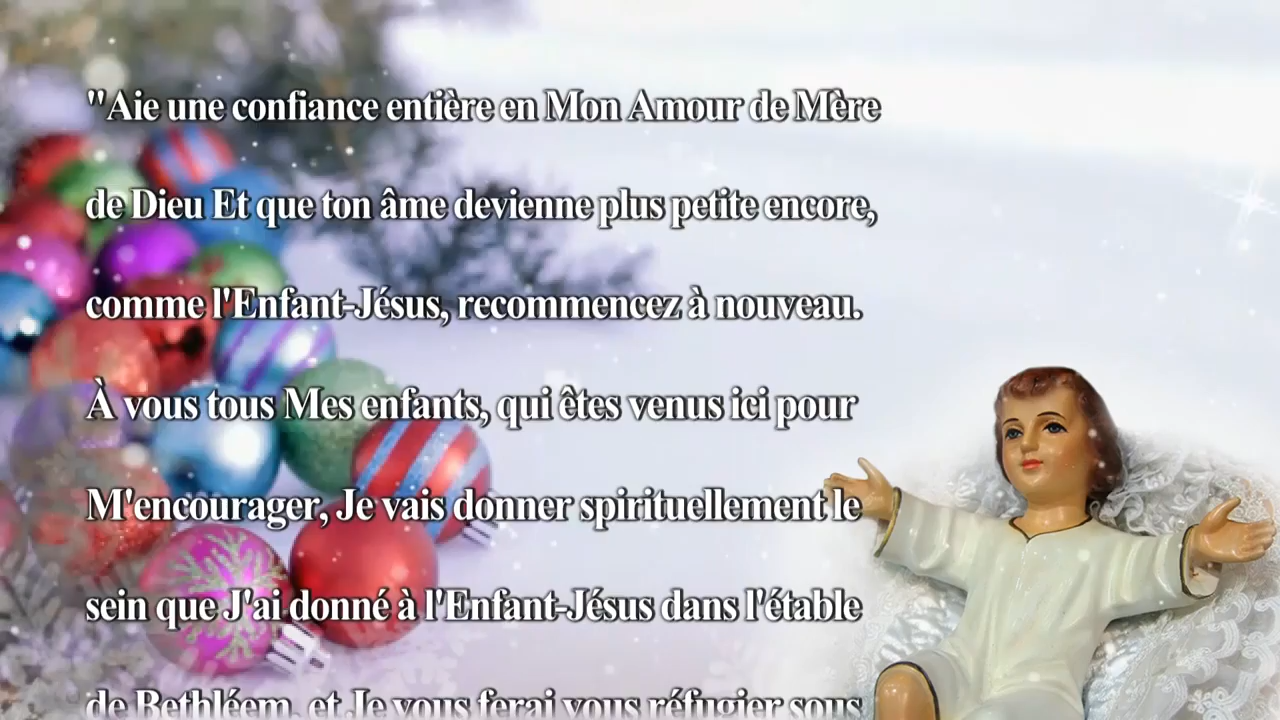 "Aie une confiance entière en Mon Amour de Mère
de Dieu Et que ton âme devienne plus petite encore,
comme l'Enfant-Jésus, recommencez à nouveau.
À vous tous Mes enfants, qui êtes venus ici pour
M'encourager, Je vais donner spirituellement le
sein que J'ai donné à l'Enfant-Jésus dans l'étable
de Bethléem, et Je vous ferai vous réfugier sous